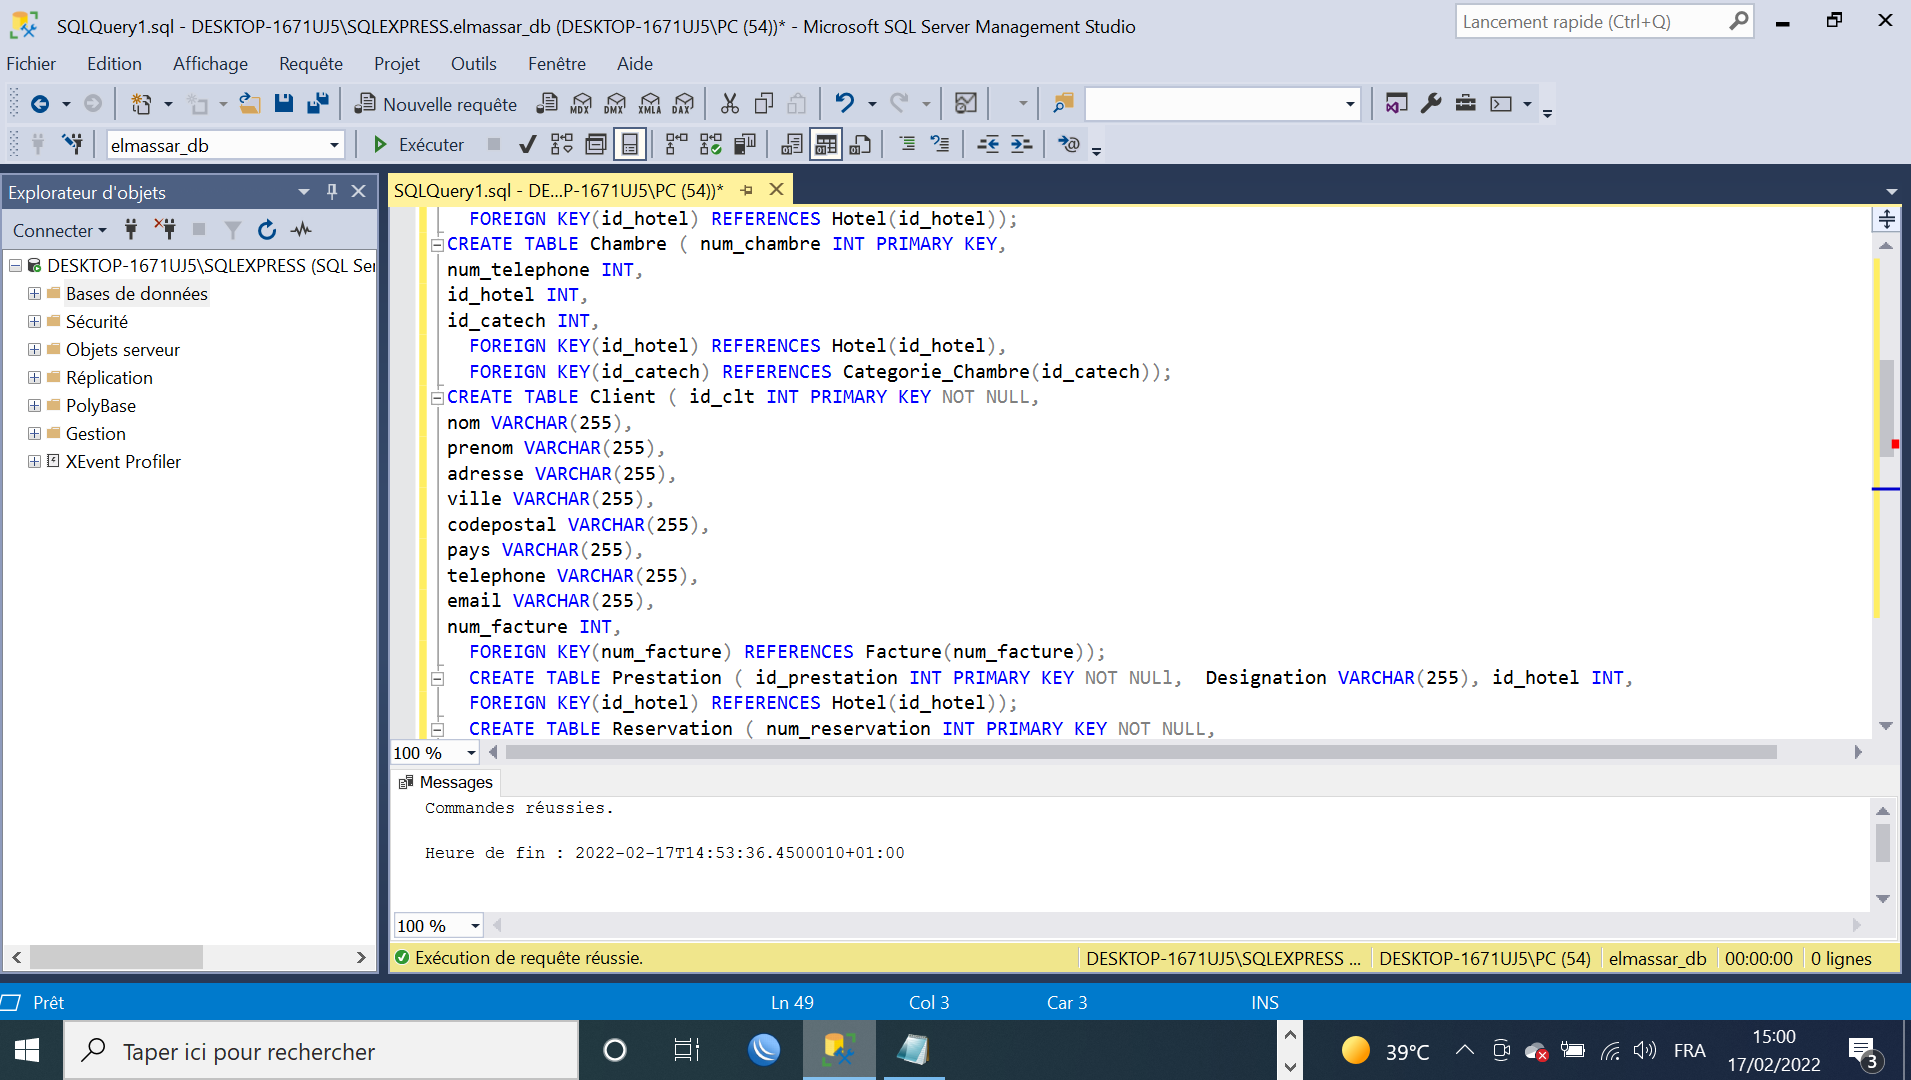 SQLQuery1.sql - DESKTOP-1671UJ5\SQLEXPRESS.elmassar_db (DESKTOP-1671UJ5\PC (54))* - Microsoft SQL Server Management Studio
Lancement rapide (Ctrl+Q)
Fichier Edition Affichage Requête Projet Outils Fenêtre Aide
Nouvelle requête MDX DMX XMLA DAX
elmassar_db Exécuter
Explorateur d'objets
SQLQuery1.sql - DE...P-1671UJ5\PC (54))*
Connecter
DESKTOP-1671UJ5\SQLEXPRESS (SQL Ser
Bases de données
Sécurité
Objets serveur
Réplication
PolyBase
Gestion
XEvent Profiler
FOREIGN KEY(id_hotel) REFERENCES Hotel(id_hotel));
CREATE TABLE Chambre ( num_chambre INT PRIMARY KEY,
num_telephone INT,
id_hotel INT,
id_catech INT,
FOREIGN KEY(id_hotel) REFERENCES Hotel(id_hotel),
FOREIGN KEY(id_catech) REFERENCES Categorie_Chambre(id_catech));
CREATE TABLE Client ( id_clt INT PRIMARY KEY NOT NULL,
nom VARCHAR(255),
prenom VARCHAR(255),
adresse VARCHAR(255),
ville VARCHAR(255),
codepostal VARCHAR(255),
pays VARCHAR(255),
telephone VARCHAR(255),
email VARCHAR(255),
num_facture INT,
FOREIGN KEY(num_facture) REFERENCES Facture(num_facture));
CREATE TABLE Prestation ( id_prestation INT PRIMARY KEY NOT NULl, Designation VARCHAR(255), id_hotel INT,
FOREIGN KEY(id_hotel) REFERENCES Hotel(id_hotel));
CREATE TABLE Reservation ( num_reservation INT PRIMARY KEY NOT NULL,
100 %
Messages
Commandes réussies.
Heure de fin : 2022-02-17T14:53:36.4500010+01:00
100 %
Exécution de requête réussie. DESKTOP-1671UJ5\SQLEXPRESS ... DESKTOP-1671UJ5\PC (54) elmassar_db 00:00:00 0 lignes
Prêt Ln 49 Col 3 Car 3 INS
Taper ici pour rechercher
39°C FRA
15:00
17/02/2022
3